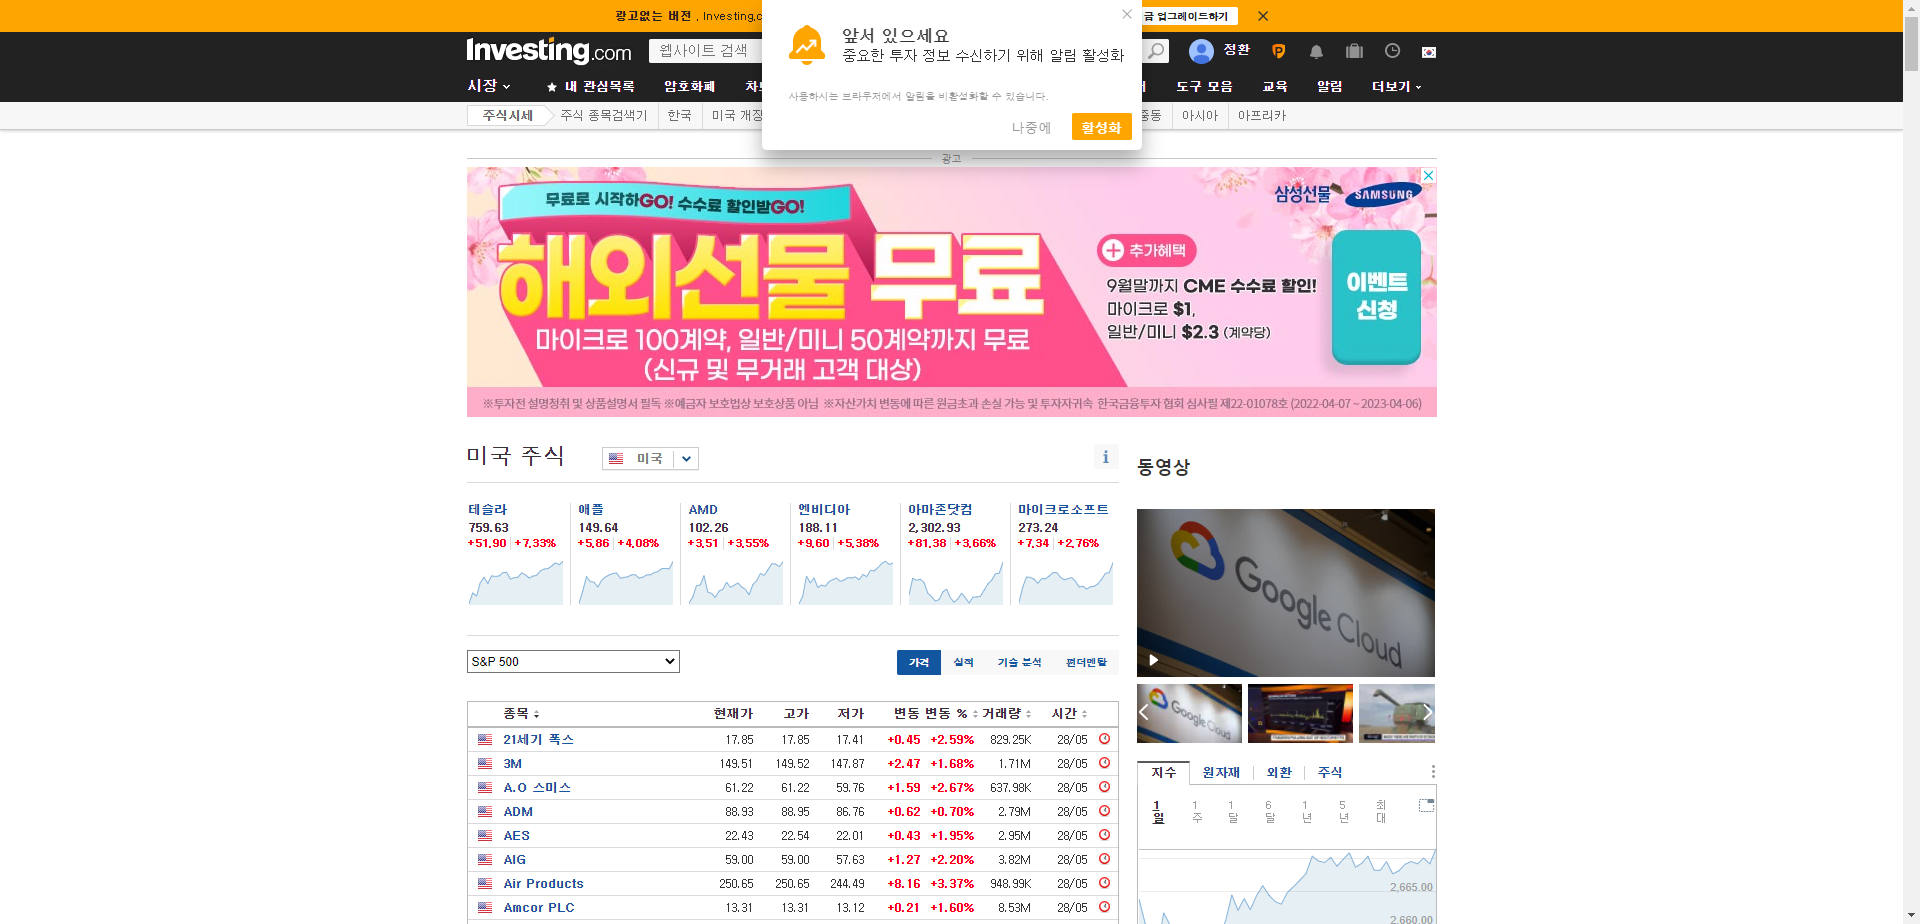 광고없는 버전 . Investing.c
금 업그레이드하기
앞서 있으세요
중요한 투자 정보 수신하기 위해 알림 활성화
사용하시는 브라우저에서 알림을 비활성화할 수 있습니다.
나중에
활성화
Investing.com
웹사이트 검색
정환
시장
내 관심목록
암호화폐
도구 모음
교육
알림
더보기
주식시세
주식 종목검색기
한국
미국 개장
중동
아시아
아프리카
광고
무료로 시작하GO! 수수료 할인받GO!
해외선물 무료
마이크로 100계약, 일반/미니 50계약까지 무료
(신규 및 무거래 고객 대상)
삼성선물 SAMSUNG
추가혜택
9월말까지 CME 수수료 할인!
마이크로 $1,
일반/미니 $2.3 (계약당)
이벤트
신청
※투자전 설명청취 및 상품설명서 필독 ※예금자 보호법상 보호상품 아님 ※자산가치 변동에 따른 원금초과 손실 가능 및 투자자귀속 한국금융투자 협회 심사필 제22-01078호 (2022-04-07 ~ 2023-04-06)
미국 주식
미국
i
동영상
테슬라
759.63
+51.90 +7.33%
애플
149.64
+5.86 +4.08%
AMD
102.26
+3.51 +3.55%
엔비디아
188.11
+9.60 +5.38%
아마존닷컴
2,302.93
+81.38 +3.66%
마이크로소프트
273.24
+7.34 +2.76%
Google Cloud
S&P 500
가격
실적
기술 분석
펀더멘탈
Google Cloud
종목 현재가 고가 저가 변동 변동 % 거래량 시간
21세기 폭스 17.85 17.85 17.41 +0.45 +2.59% 829.25K 28/05
3M 149.51 149.52 147.87 +2.47 +1.68% 1.71M 28/05
A.O 스미스 61.22 61.22 59.76 +1.59 +2.67% 637.98K 28/05
ADM 88.93 88.95 86.76 +0.62 +0.70% 2.79M 28/05
AES 22.43 22.54 22.01 +0.43 +1.95% 2.95M 28/05
AIG 59.00 59.00 57.63 +1.27 +2.20% 3.82M 28/05
Air Products 250.65 250.65 244.49 +8.16 +3.37% 948.99K 28/05
Amcor PLC 13.31 13.31 13.12 +0.21 +1.60% 8.53M 28/05
지수
원자재
외환
주식
1일
1주
1달
6달
1년
5년
최대
2,665.00
2,660.00